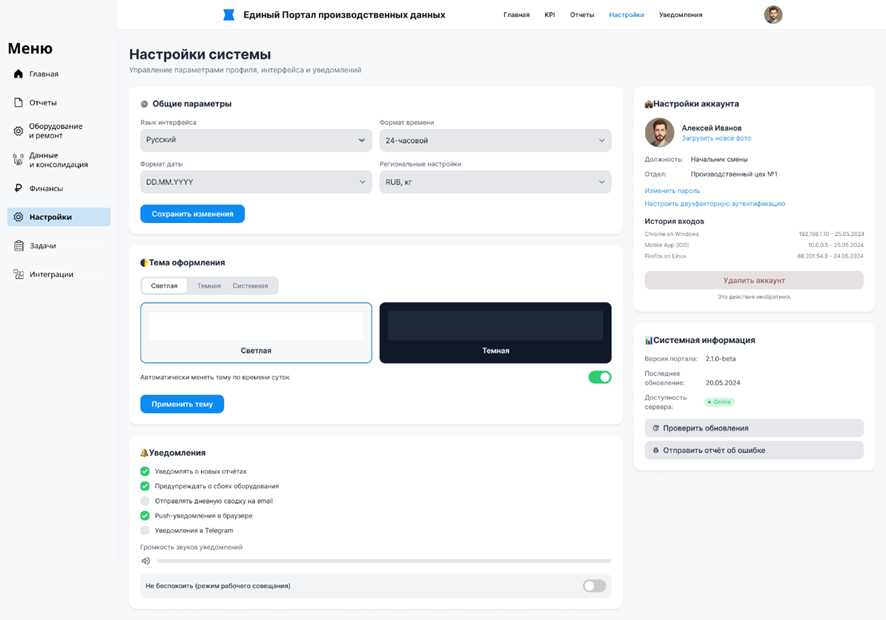 Единый Портал производственных данных
Главная
KPI
Отчеты
Настройки
Уведомления
Меню
Главная
Отчеты
Оборудование
и ремонт
Данные
и консолидация
Финансы
Настройки
Задачи
Интеграции
Настройки системы
Управление параметрами профиля, интерфейса и уведомлений
Общие параметры
Язык интерфейса
Формат времени
Русский
24-часовой
Формат даты
Региональные настройки
DD.MM.YYYY
RUB, кг
Сохранить изменения
Тема оформления
Светлая
Темная
Системная
Светлая
Темная
Автоматически менять тему по времени суток
Применить тему
Уведомления
Уведомлять о новых отчётах
Предупреждать о сбоях оборудования
Отправлять дневную сводку на email
Push-уведомления в браузере
Уведомления в Telegram
Громкость звуков уведомлений
Не беспокоить (режим рабочего совещания)
Настройки аккаунта
Алексей Иванов
Загрузить новое фото
Должность: Начальник смены
Отдел: Производственный цех №1
Изменить пароль
Настроить двухфакторную аутентификацию
История входов
Chrome on Windows 192.168.1.10 - 25.05.2024
Mobile App (iOS) 10.0.0.5 - 25.05.2024
Firefox on Linux 88.201.54.9 - 24.05.2024
Удалить аккаунт
Это действие необратимо.
Системная информация
Версия портала: 2.1.0-beta
Последнее
обновление: 20.05.2024
Доступность
сервера: Online
Проверить обновления
Отправить отчёт об ошибке